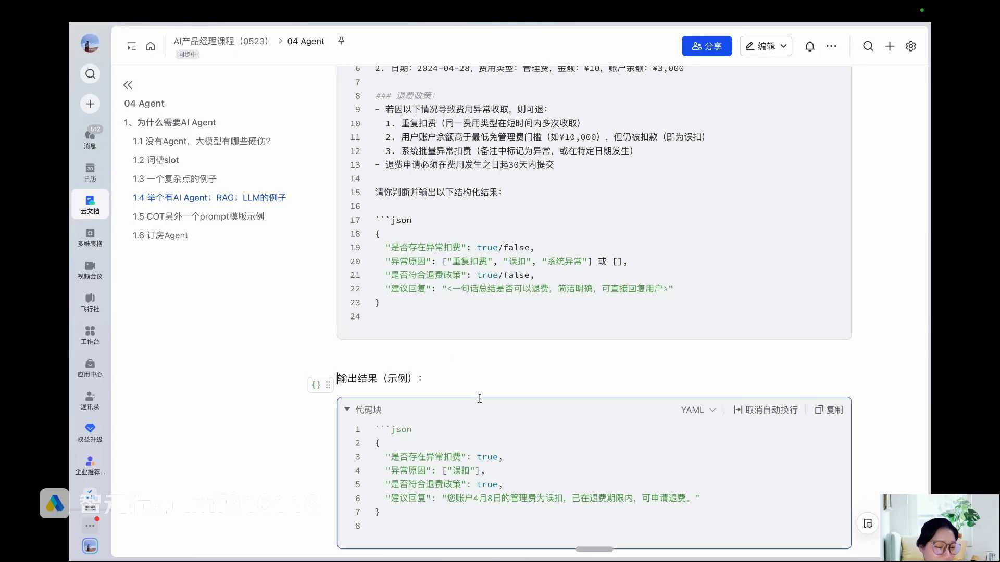 AI产品经理课程（0523） > 04 Agent
同步中
分享
编辑
512
消息
30
日历
云文档
多维表格
视频会议
飞行社
工作台
应用中心
通讯录
权益升级
企业推荐...
04 Agent
1、为什么需要AI Agent
1.1 没有Agent，大模型有哪些硬伤?
1.2 词槽slot
1.3 一个复杂点的例子
1.4 举个有AI Agent；RAG；LLM的例子
1.5 COT另外一个prompt模版示例
1.6 订房Agent
6 2. 日期：2024-04-28，费用类型：管理费，金额：¥10，账户余额：¥3,000
7
8 ### 退费政策：
9 - 若因以下情况导致费用异常收取，则可退：
10 1. 重复扣费（同一费用类型在短时间内多次收取）
11 2. 用户账户余额高于最低免管理费门槛（如¥10,000），但仍被扣款（即为误扣）
12 3. 系统批量异常扣费（备注中标记为异常，或在特定日期发生）
13 - 退费申请必须在费用发生之日起30天内提交
14
15 请你判断并输出以下结构化结果：
16
17 ```json
18 {
19 "是否存在异常扣费": true/false,
20 "异常原因": ["重复扣费", "误扣", "系统异常"] 或 [],
21 "是否符合退费政策": true/false,
22 "建议回复": "<一句话总结是否可以退费，简洁明确，可直接回复用户>"
23 }
24
输出结果（示例）：
代码块
YAML
取消自动换行
复制
1 ```json
2 {
3 "是否存在异常扣费": true,
4 "异常原因": ["误扣"],
5 "是否符合退费政策": true,
6 "建议回复": "您账户4月8日的管理费为误扣，已在退费期限内，可申请退费。"
7 }
8